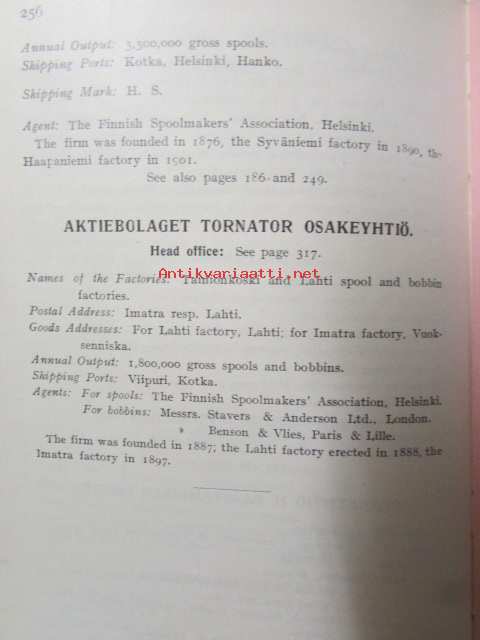 256
Annual Output: 3,300,000 gross spools.
Shipping Ports: Kotka, Helsinki, Hanko.
Shipping Mark: H. S.
Agent: The Finnish Spoolmakers' Association, Helsinki.
The firm was founded in 1876, the Syväniemi factory in 1890, the
Haapaniemi factory in 1901.
See also pages 186 and 249.
AKTIEBOLAGET TORNATOR OSAKEYHTIÖ.
Head office: See page 317.
Antikvariaatti.net
Names of the Factories: Tainionkoski and Lahti spool and bobbin
factories.
Postal Address: Imatra resp. Lahti.
Goods Addresses: For Lahti factory, Lahti; for Imatra factory, Vuok-
senniska.
Annual Output: 1,800,000 gross spools and bobbins.
Shipping Ports: Viipuri, Kotka.
Agents: For spools: The Finnish Spoolmakers' Association, Helsinki.
For bobbins: Messrs. Stavers & Anderson Ltd., London.
» Benson & Vlies, Paris & Lille.
The firm was founded in 1887; the Lahti factory erected in 1888, the
Imatra factory in 1897.